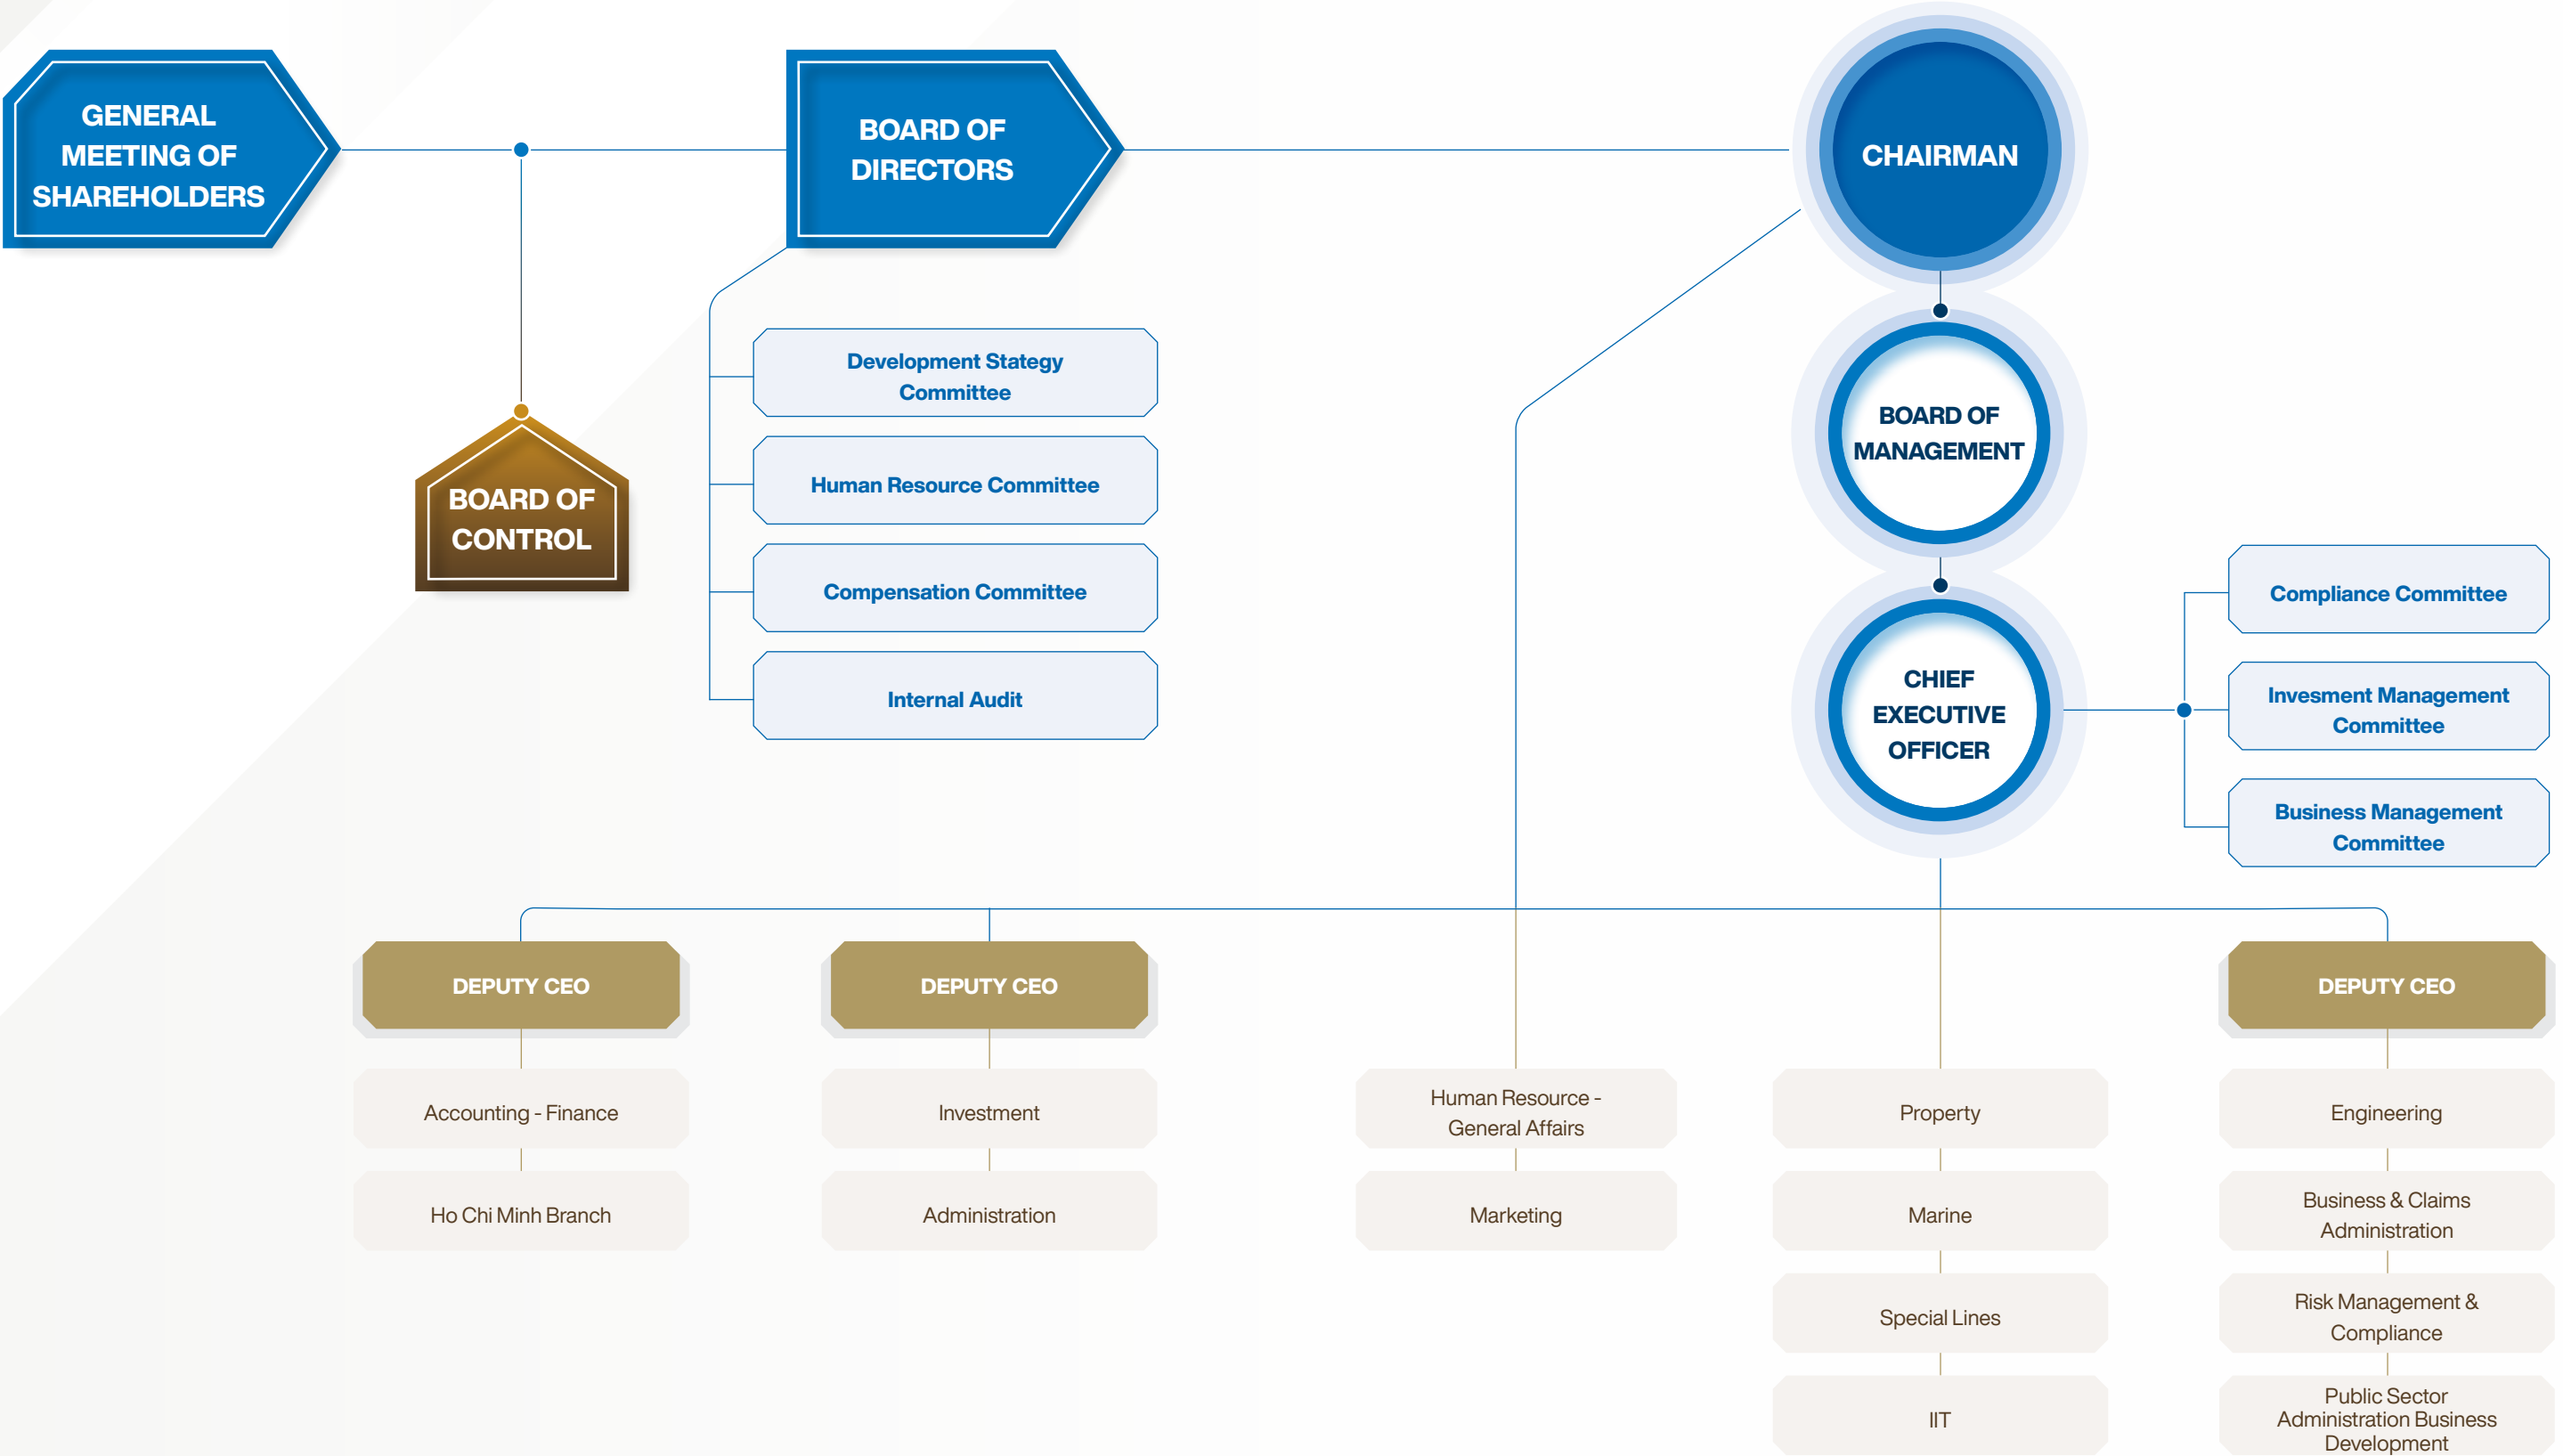 GENERAL
MEETING OF
SHAREHOLDERS
BOARD OF
DIRECTORS
CHAIRMAN
BOARD OF
CONTROL
Development Stategy
Committee
Human Resource Committee
Compensation Committee
Internal Audit
BOARD OF
MANAGEMENT
CHIEF
EXECUTIVE
OFFICER
Compliance Committee
Invesment Management
Committee
Business Management
Committee
DEPUTY CEO
Accounting - Finance
Ho Chi Minh Branch
DEPUTY CEO
Investment
Administration
Human Resource -
General Affairs
Marketing
Property
Marine
Special Lines
IIT
DEPUTY CEO
Engineering
Business & Claims
Administration
Risk Management &
Compliance
Public Sector
Administration Business
Development